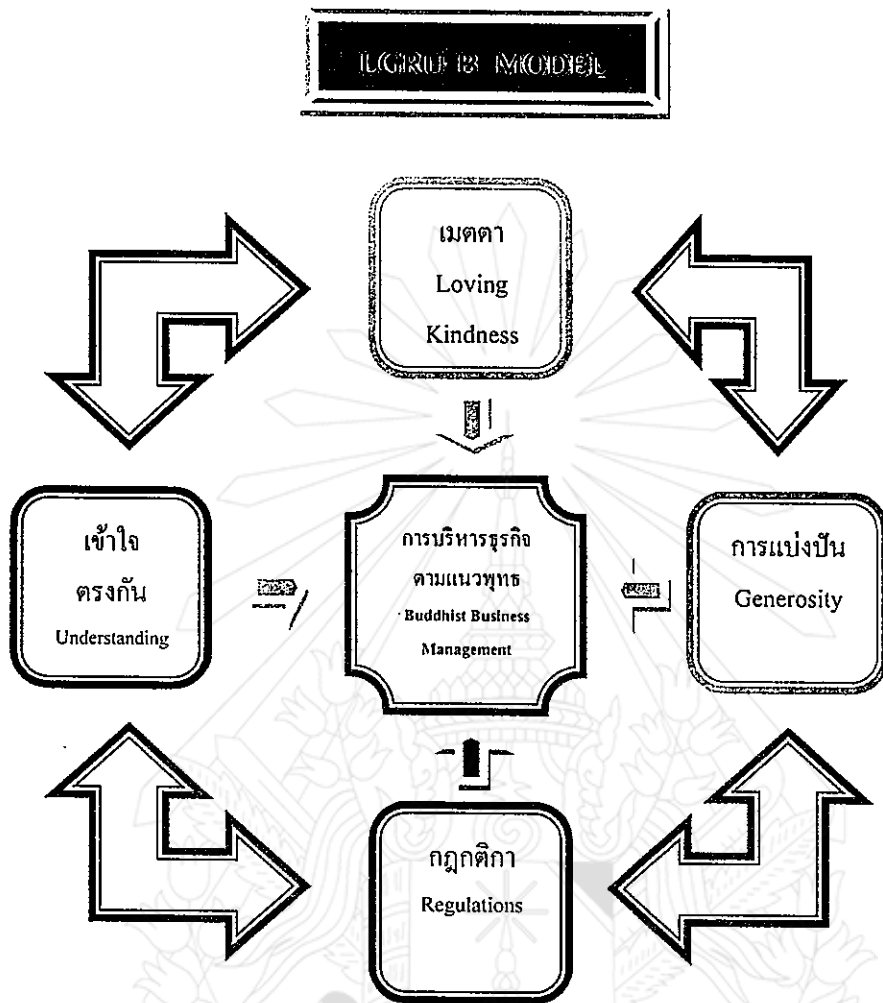 LGRU B MODEL
เมตตา
Loving
Kindness
เข้าใจ
ตรงกัน
Understanding
การบริหารธุรกิจ
ตามแนวพุทธ
Buddhist Business
Management
การแบ่งปัน
Generosity
กฎกติกา
Regulations